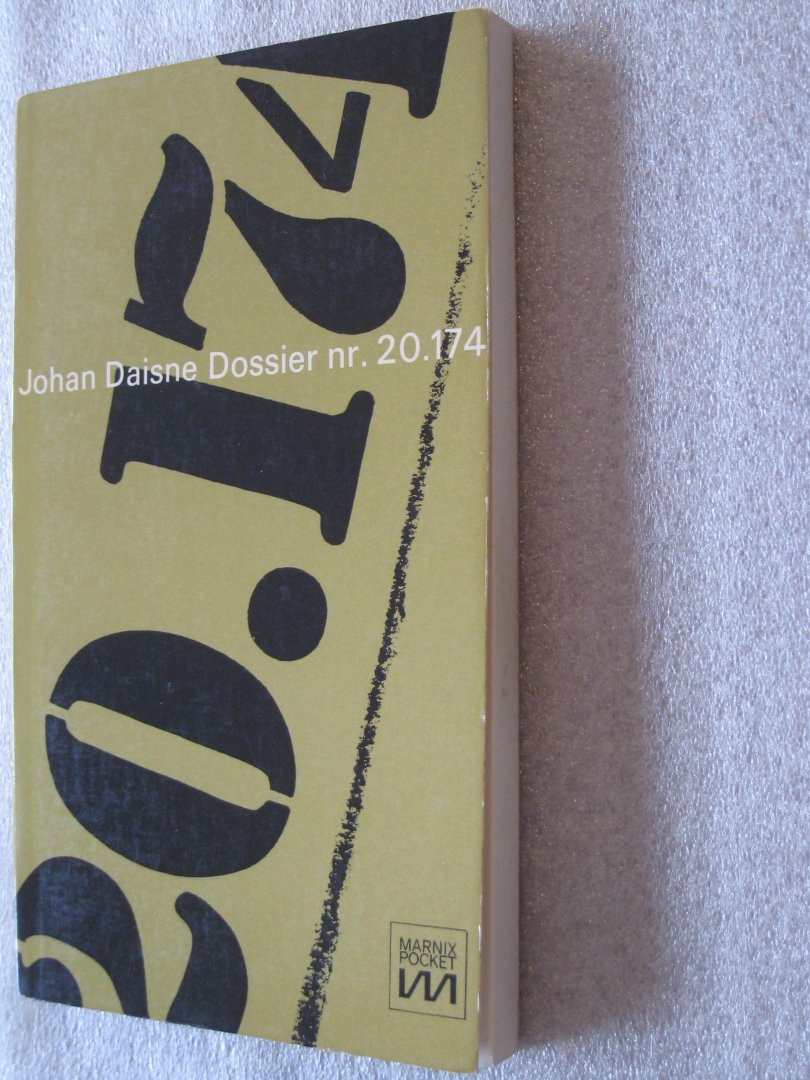 20.174
Johan Daisne Dossier nr. 20.174
MARNIX
POCKET